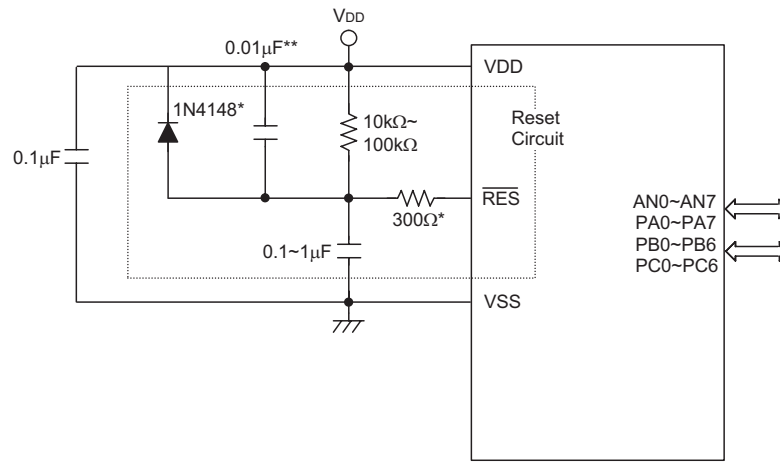 VDD
0.01μF**
VDD
1N4148*
10kΩ~
100kΩ
Reset
Circuit
0.1μF
300Ω*
RES
AN0~AN7
PA0~PA7
PB0~PB6
PC0~PC6
0.1~1μF
VSS